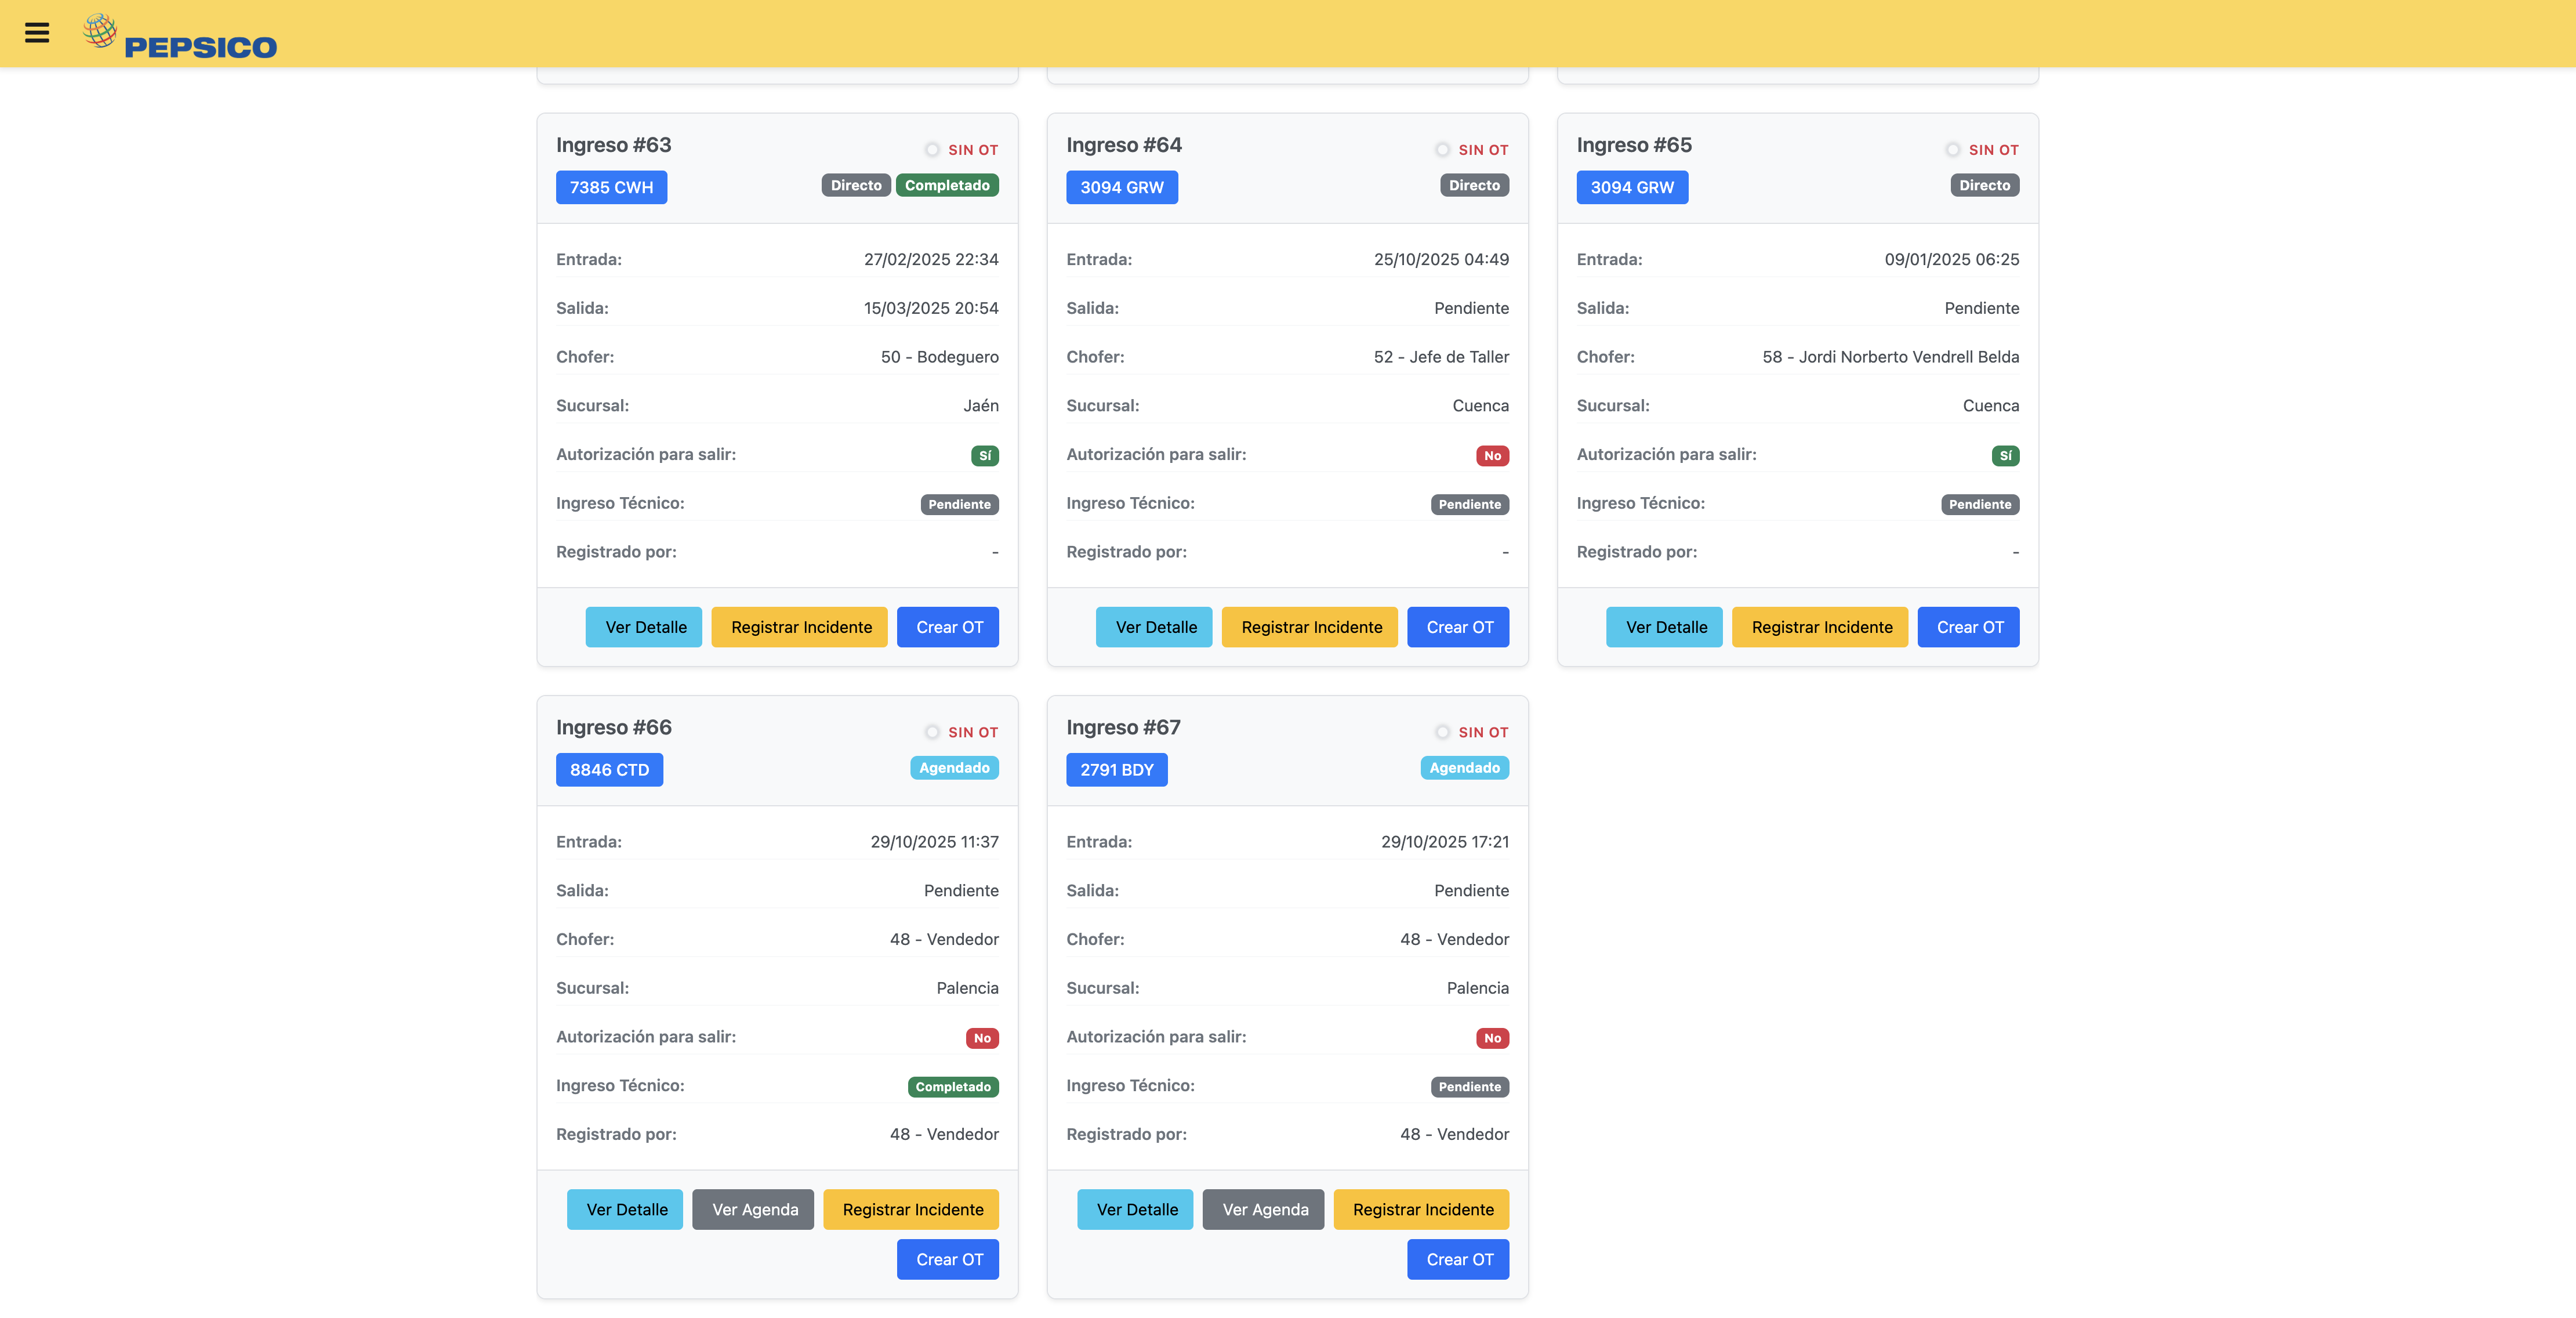 PEPSICO
Ingreso #63
SIN OT
7385 CWH
Directo Completado
Entrada: 27/02/2025 22:34
Salida: 15/03/2025 20:54
Chofer: 50 - Bodeguero
Sucursal: Jaén
Autorización para salir: Sí
Ingreso Técnico: Pendiente
Registrado por: -
Ver Detalle Registrar Incidente Crear OT
Ingreso #64
SIN OT
3094 GRW
Directo
Entrada: 25/10/2025 04:49
Salida: Pendiente
Chofer: 52 - Jefe de Taller
Sucursal: Cuenca
Autorización para salir: No
Ingreso Técnico: Pendiente
Registrado por: -
Ver Detalle Registrar Incidente Crear OT
Ingreso #65
SIN OT
3094 GRW
Directo
Entrada: 09/01/2025 06:25
Salida: Pendiente
Chofer: 58 - Jordi Norberto Vendrell Belda
Sucursal: Cuenca
Autorización para salir: Sí
Ingreso Técnico: Pendiente
Registrado por: -
Ver Detalle Registrar Incidente Crear OT
Ingreso #66
SIN OT
8846 CTD
Agendado
Entrada: 29/10/2025 11:37
Salida: Pendiente
Chofer: 48 - Vendedor
Sucursal: Palencia
Autorización para salir: No
Ingreso Técnico: Completado
Registrado por: 48 - Vendedor
Ver Detalle Ver Agenda Registrar Incidente
Crear OT
Ingreso #67
SIN OT
2791 BDY
Agendado
Entrada: 29/10/2025 17:21
Salida: Pendiente
Chofer: 48 - Vendedor
Sucursal: Palencia
Autorización para salir: No
Ingreso Técnico: Pendiente
Registrado por: 48 - Vendedor
Ver Detalle Ver Agenda Registrar Incidente
Crear OT